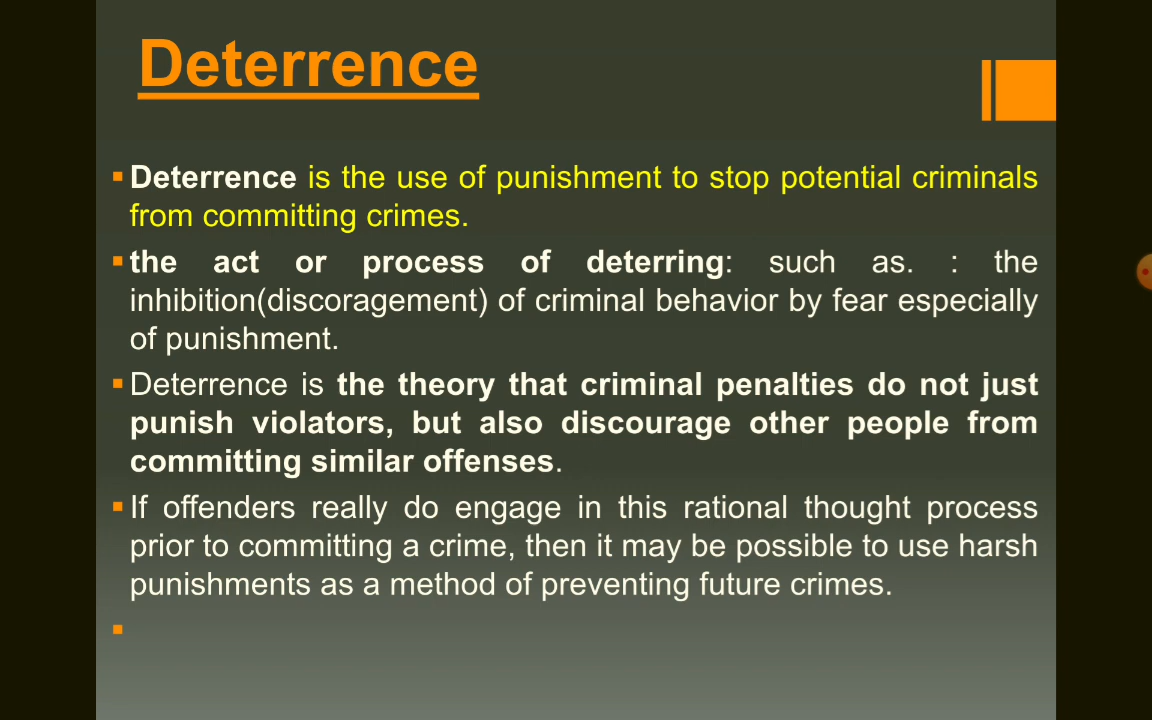 Deterrence
Deterrence is the use of punishment to stop potential criminals
from committing crimes.
the act or process of deterring: such as. : the
inhibition(discoragement) of criminal behavior by fear especially
of punishment.
Deterrence is the theory that criminal penalties do not just
punish violators, but also discourage other people from
committing similar offenses.
If offenders really do engage in this rational thought process
prior to committing a crime, then it may be possible to use harsh
punishments as a method of preventing future crimes.